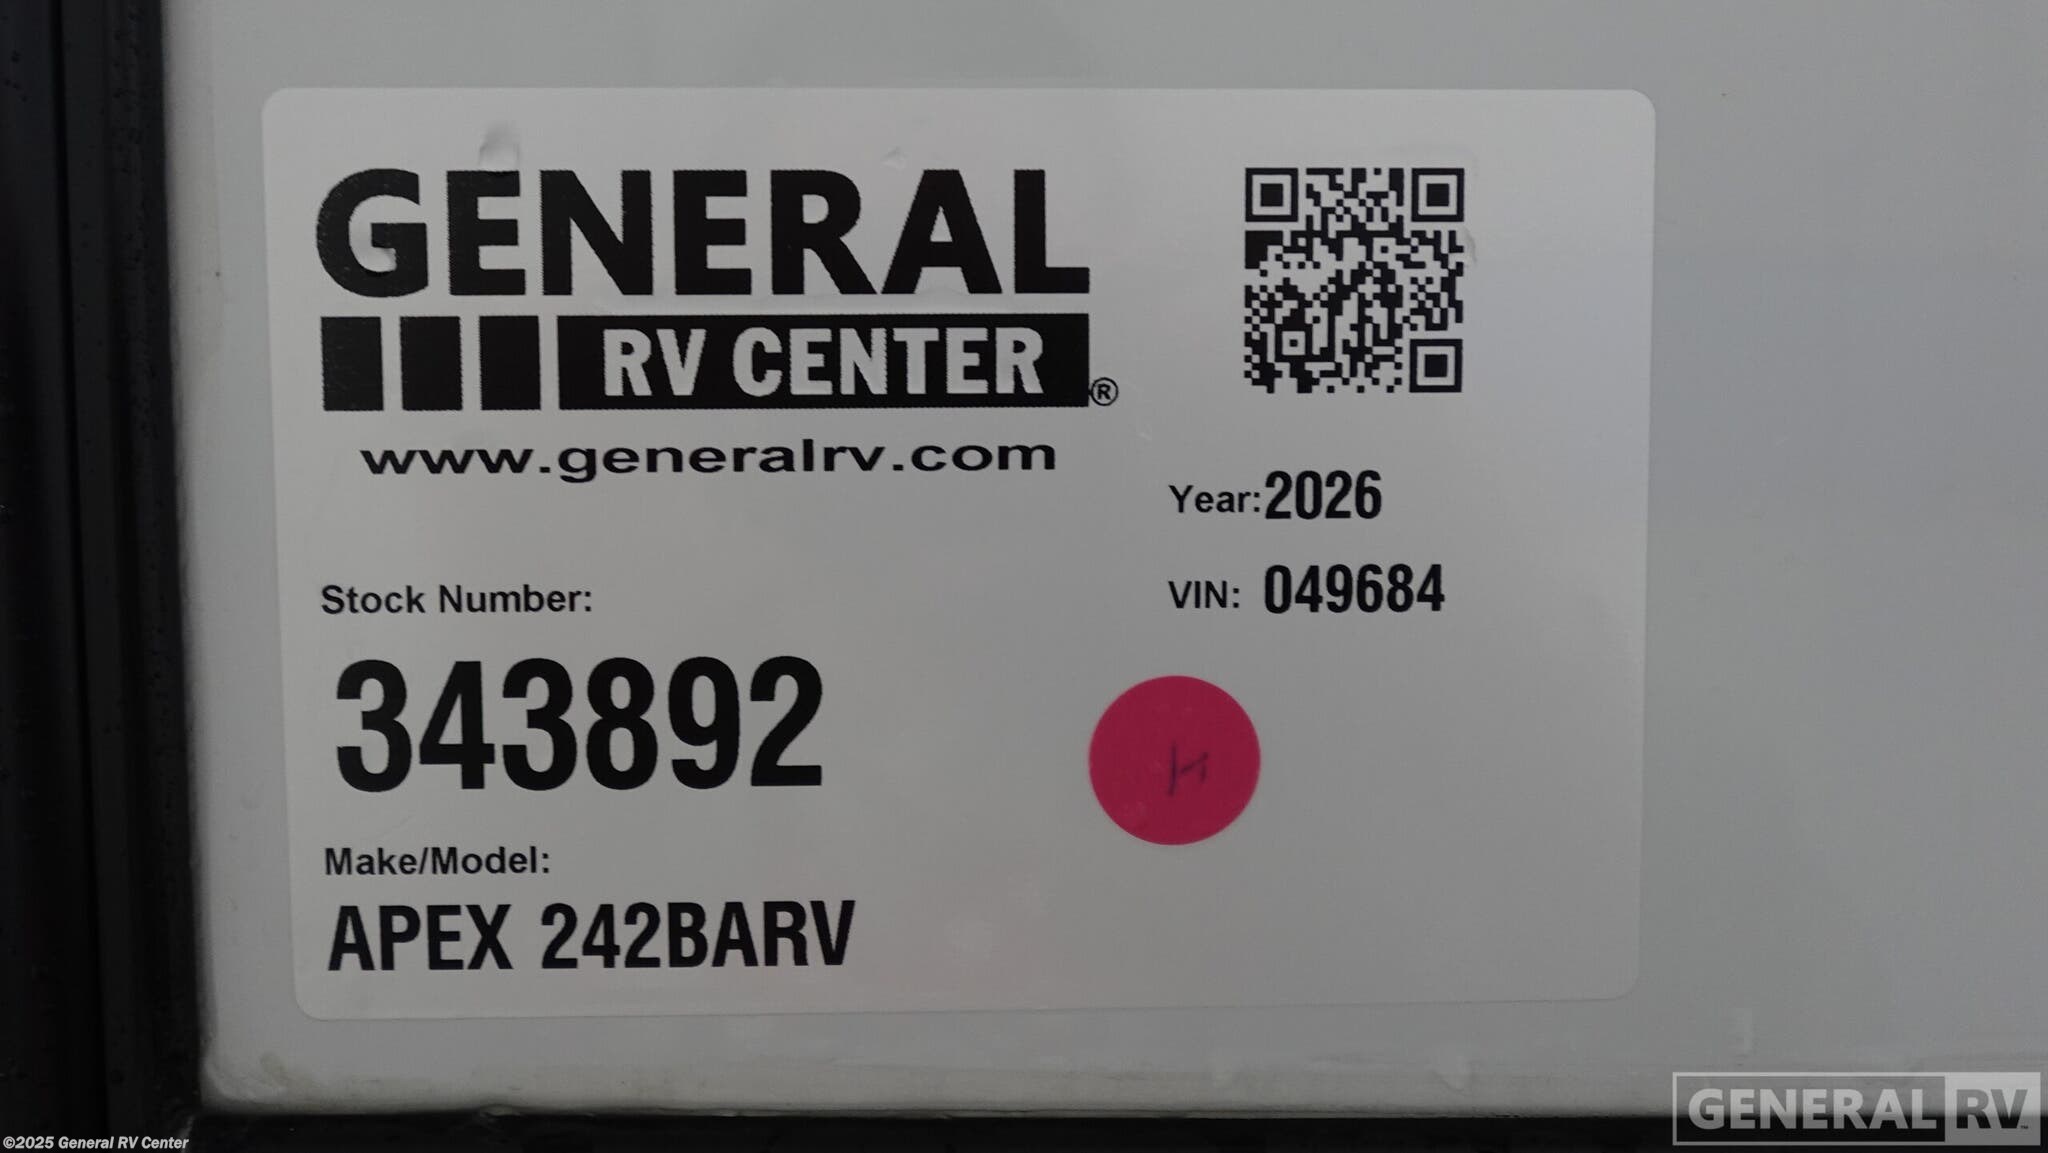 GENERAL
RV CENTER®
www.generalrv.com
Year: 2026
VIN: 049684
Stock Number:
343892
Make/Model:
APEX 242BARV
©2025 General RV Center
GENERAL RV™